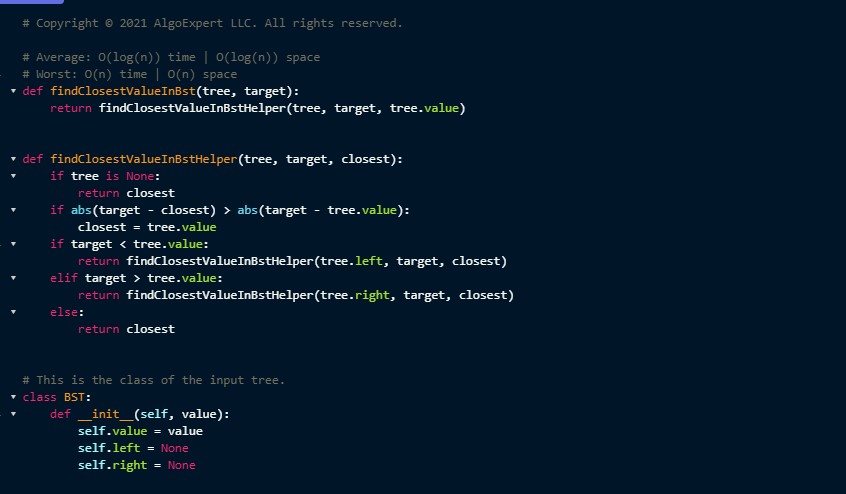 # Copyright © 2021 AlgoExpert LLC. All rights reserved.
# Average: O(log(n)) time | O(log(n)) space
# Worst: O(n) time | O(n) space
def findClosestValueInBst(tree, target):
    return findClosestValueInBstHelper(tree, target, tree.value)
def findClosestValueInBstHelper(tree, target, closest):
    if tree is None:
        return closest
    if abs(target - closest) > abs(target - tree.value):
        closest = tree.value
    if target < tree.value:
        return findClosestValueInBstHelper(tree.left, target, closest)
    elif target > tree.value:
        return findClosestValueInBstHelper(tree.right, target, closest)
    else:
        return closest
# This is the class of the input tree.
class BST:
    def __init__(self, value):
        self.value = value
        self.left = None
        self.right = None